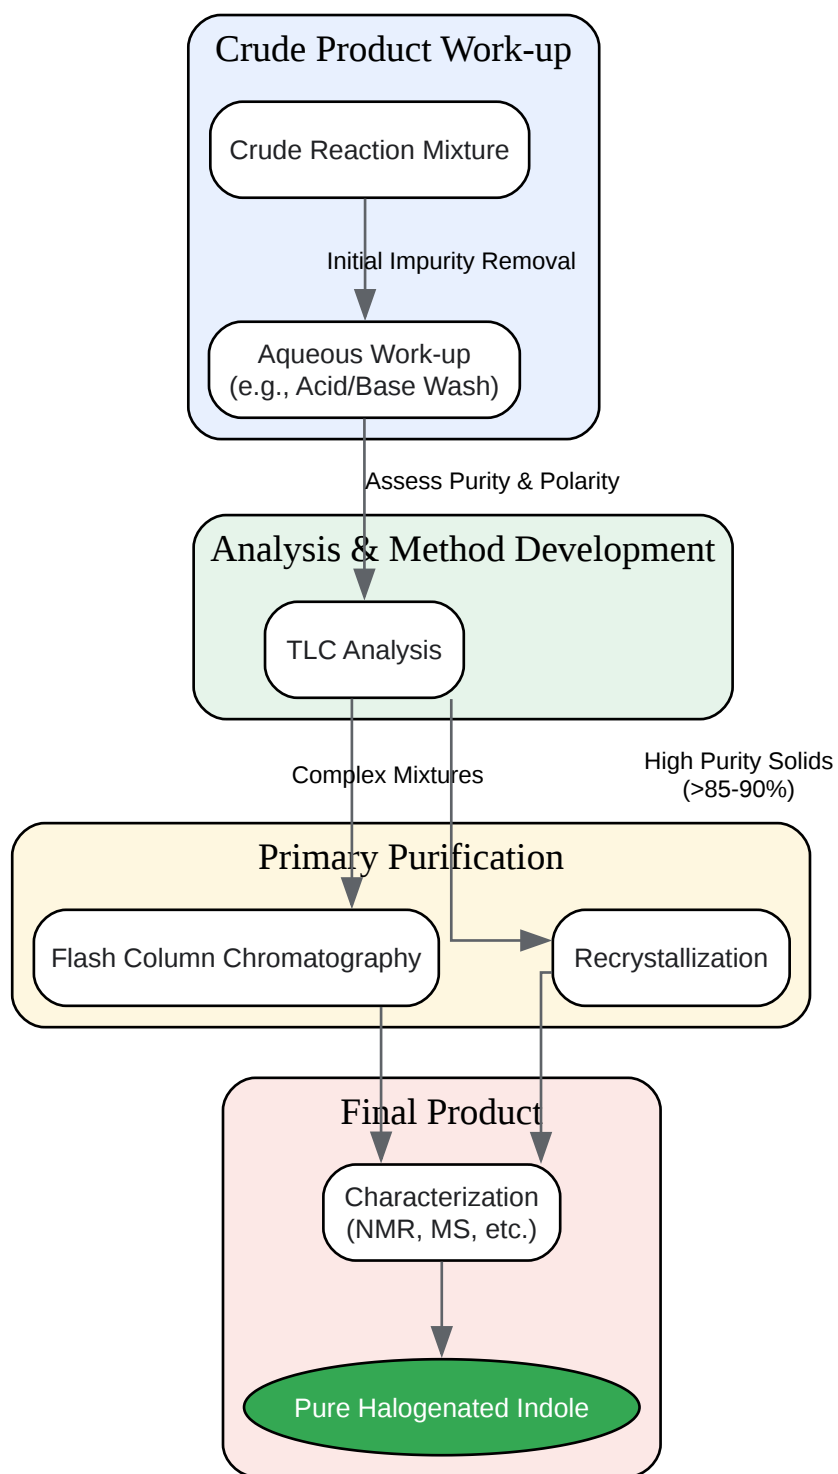 Crude Product Work-up
Crude Reaction Mixture
Initial Impurity Removal
Aqueous Work-up
(e.g., Acid/Base Wash)
Assess Purity & Polarity
Analysis & Method Development
TLC Analysis
Complex Mixtures
High Purity Solids
(>85-90%)
Primary Purification
Flash Column Chromatography
Recrystallization
Final Product
Characterization
(NMR, MS, etc.)
Pure Halogenated Indole